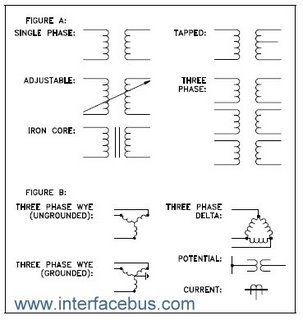 FIGURE A:
SINGLE PHASE:
TAPPED:
ADJUSTABLE:
THREE
PHASE:
IRON CORE:
FIGURE B:
THREE PHASE WYE
(UNGROUNDED):
THREE PHASE
DELTA:
THREE PHASE WYE
(GROUNDED):
POTENTIAL:
CURRENT:
www.interfacebus.com